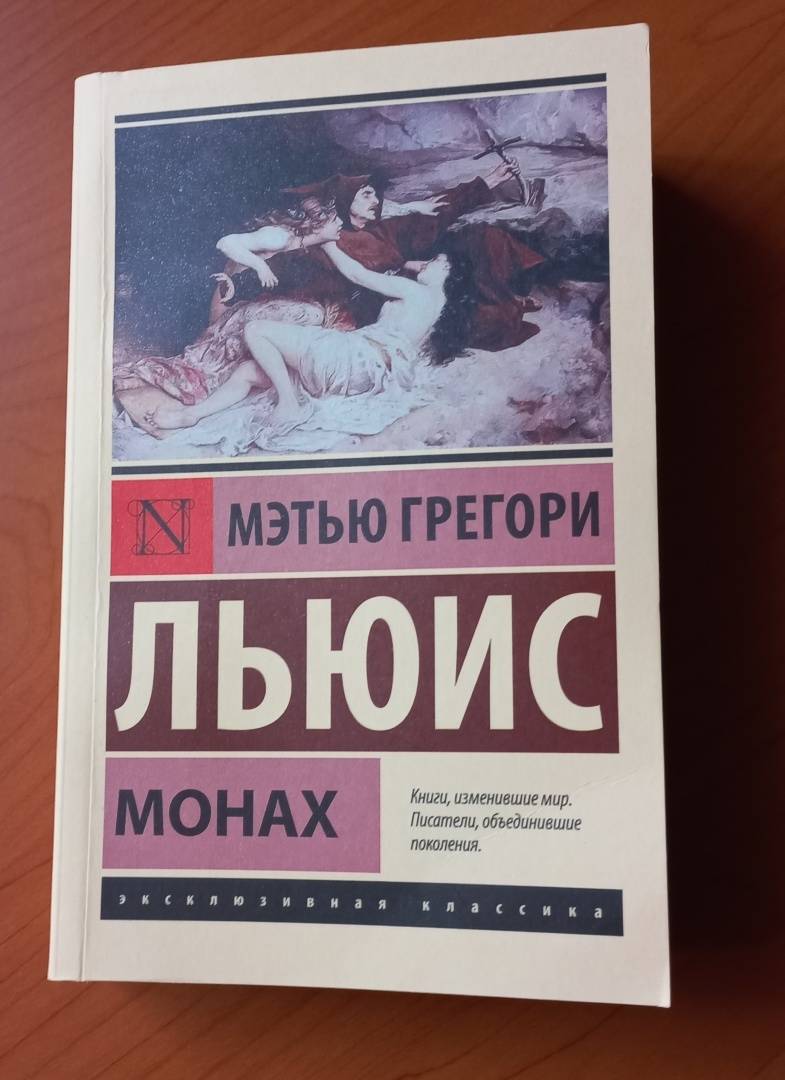 N
МЭТЬЮ ГРЕГОРИ
ЛЬЮИС
МОНАХ
Книги, изменившие мир.
Писатели, объединившие
поколения.
эксклюзивная классика